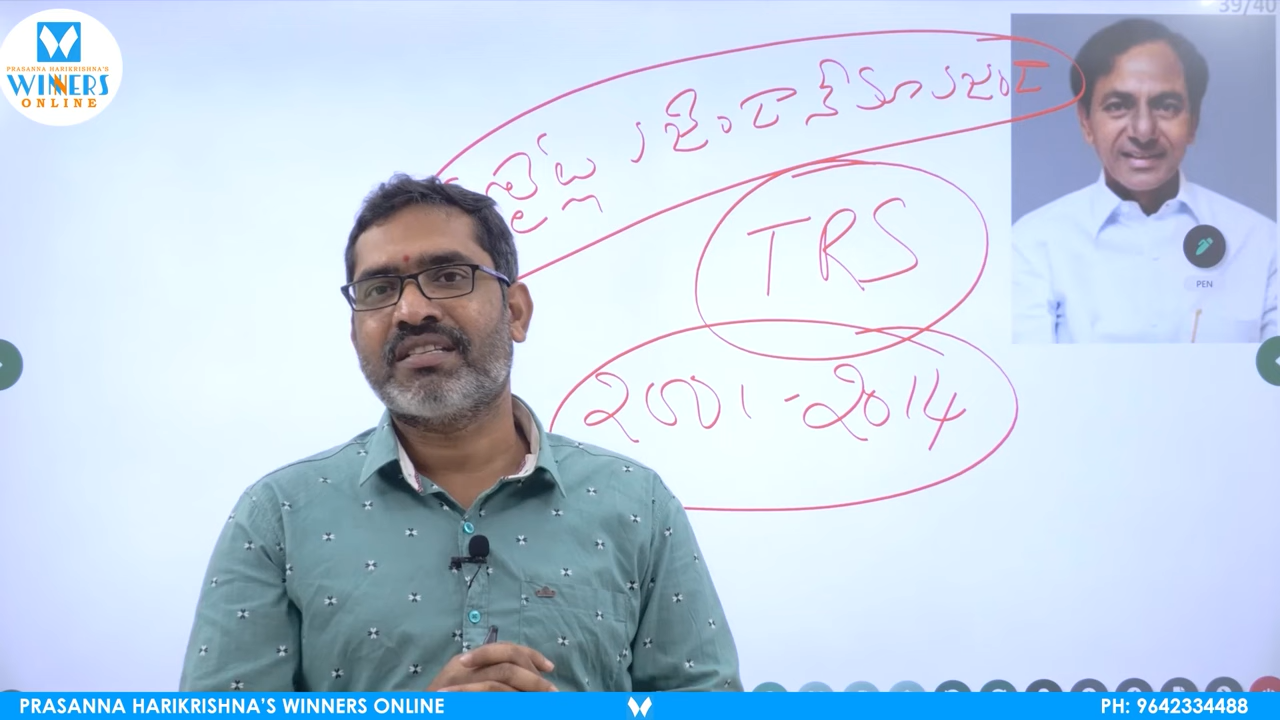 39/40
PRASANNA HARIKRISHNA'S
WINNERS
ONLINE
TRS
PEN
2001-2014
PRASANNA HARIKRISHNA'S WINNERS ONLINE
PH: 9642334488